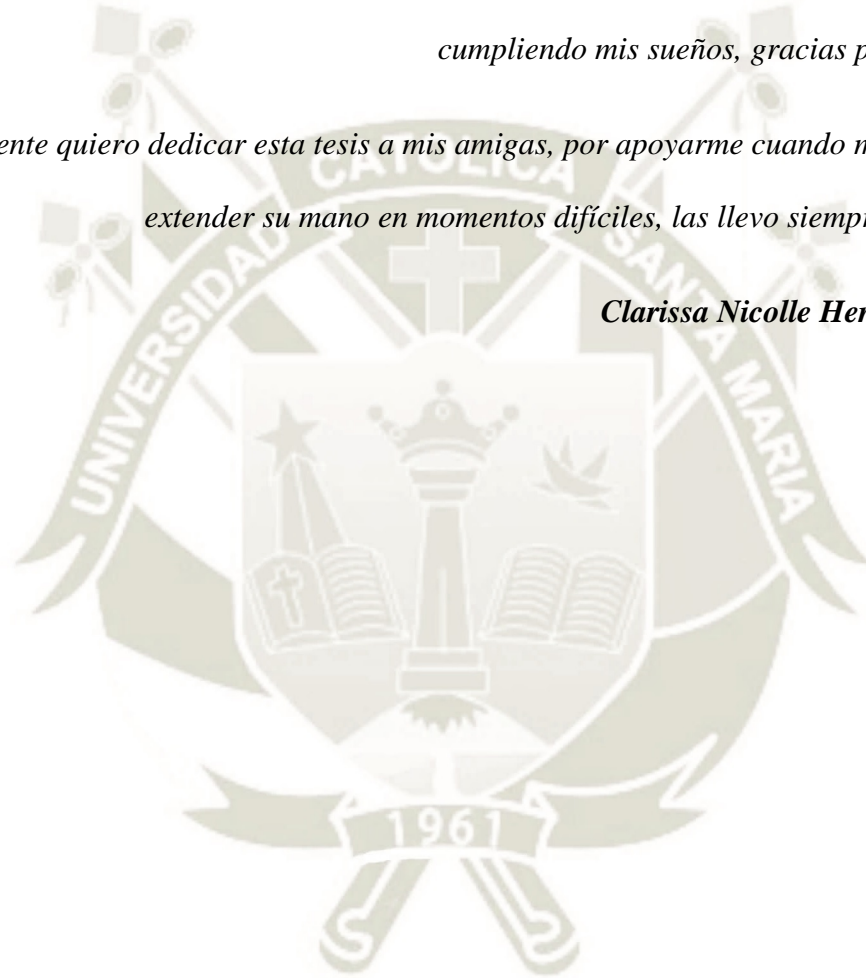 cumpliendo mis sueños, gracias p
ente quiero dedicar esta tesis a mis amigas, por apoyarme cuando m
extender su mano en momentos difíciles, las llevo siemp
Clarissa Nicolle Her
UNIVERSIDAD CATOLICA SANTA MARIA
1961